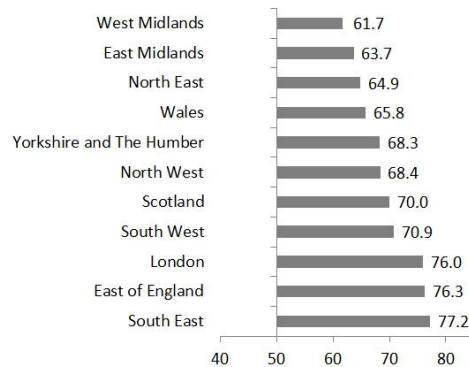 West Midlands 61.7
East Midlands 63.7
North East 64.9
Wales 65.8
Yorkshire and The Humber 68.3
North West 68.4
Scotland 70.0
South West 70.9
London 76.0
East of England 76.3
South East 77.2
40 50 60 70 80